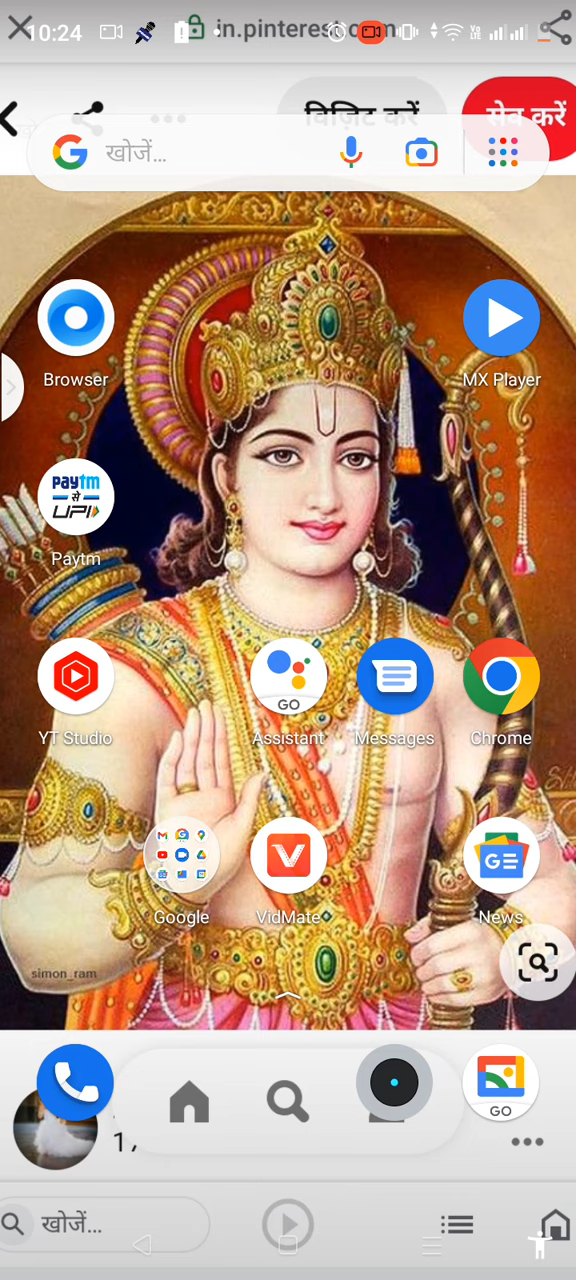 10:24
in.pinterest.com
विज़िट करें
सेव करें
खोजें...
Browser
MX Player
paytm
से
UPI
Paytm
GO
YT Studio
Assistant
Messages
Chrome
GE
Google
VidMate
News
simon_ram
GO
खोजें...